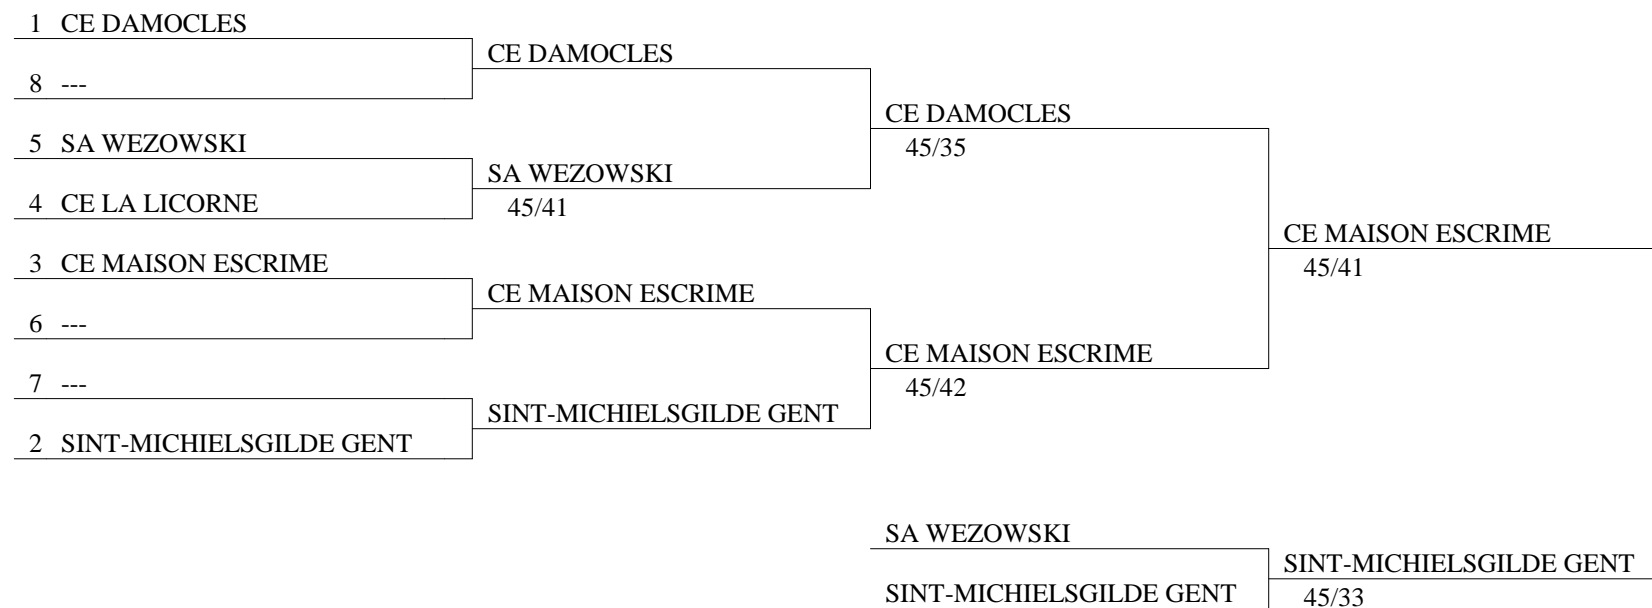 1 CE DAMOCLES
CE DAMOCLES
8 ---
CE DAMOCLES
45/35
5 SA WEZOWSKI
SA WEZOWSKI
45/41
4 CE LA LICORNE
CE MAISON ESCRIME
45/41
3 CE MAISON ESCRIME
CE MAISON ESCRIME
6 ---
CE MAISON ESCRIME
45/42
7 ---
SINT-MICHIELSGILDE GENT
2 SINT-MICHIELSGILDE GENT
SA WEZOWSKI
SINT-MICHIELSGILDE GENT
45/33
SINT-MICHIELSGILDE GENT